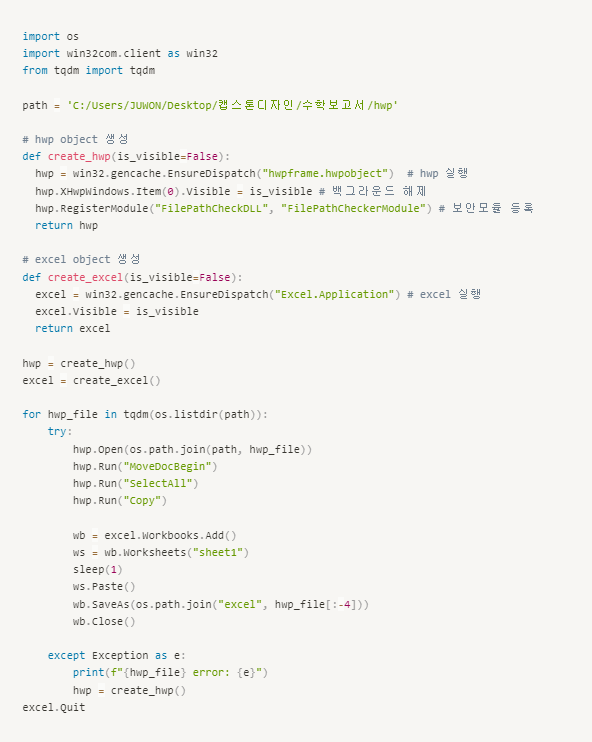 import os
import win32com.client as win32
from tqdm import tqdm

path = 'C:/Users/JUWON/Desktop/캡스톤디자인/수학보고서/hwp'

# hwp object 생성
def create_hwp(is_visible=False):
  hwp = win32.gencache.EnsureDispatch("hwpframe.hwpobject")  # hwp 실행
  hwp.XHwpWindows.Item(0).Visible = is_visible # 백그라운드 해제
  hwp.RegisterModule("FilePathCheckDLL", "FilePathCheckerModule") # 보안모듈 등록
  return hwp

# excel object 생성
def create_excel(is_visible=False):
  excel = win32.gencache.EnsureDispatch("Excel.Application") # excel 실행
  excel.Visible = is_visible
  return excel

hwp = create_hwp()
excel = create_excel()

for hwp_file in tqdm(os.listdir(path)):
    try:
        hwp.Open(os.path.join(path, hwp_file))
        hwp.Run("MoveDocBegin")
        hwp.Run("SelectAll")
        hwp.Run("Copy")

        wb = excel.Workbooks.Add()
        ws = wb.Worksheets("sheet1")
        sleep(1)
        ws.Paste()
        wb.SaveAs(os.path.join("excel", hwp_file[:-4]))
        wb.Close()

    except Exception as e:
        print(f"{hwp_file} error: {e}")
        hwp = create_hwp()
excel.Quit